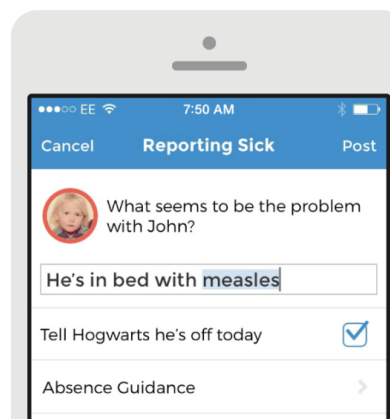 EE 7:50 AM
Cancel Reporting Sick Post
What seems to be the problem
with John?
He's in bed with measles
Tell Hogwarts he's off today
Absence Guidance